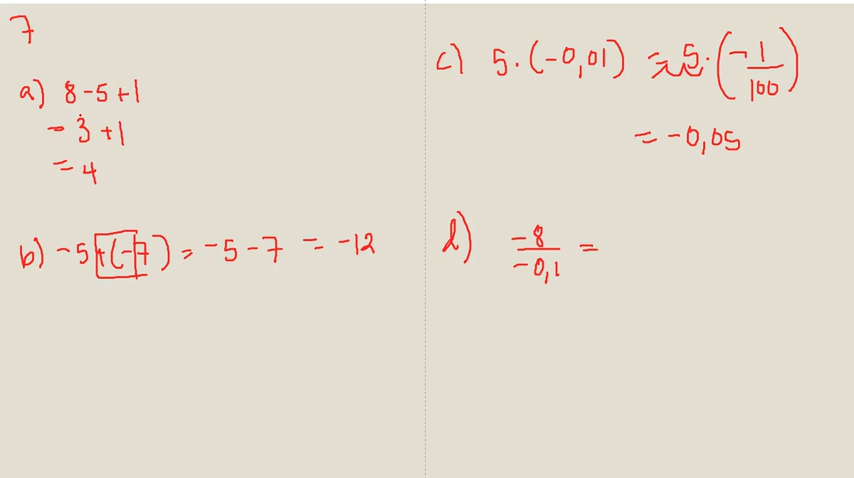 7
a) 8-5+1
= 3+1
= 4
b) -5+(-7) = -5-7 = -12
c) 5·(-0,01) = 5·(-1/100)
= -0,05
d) -8/-0,1 =